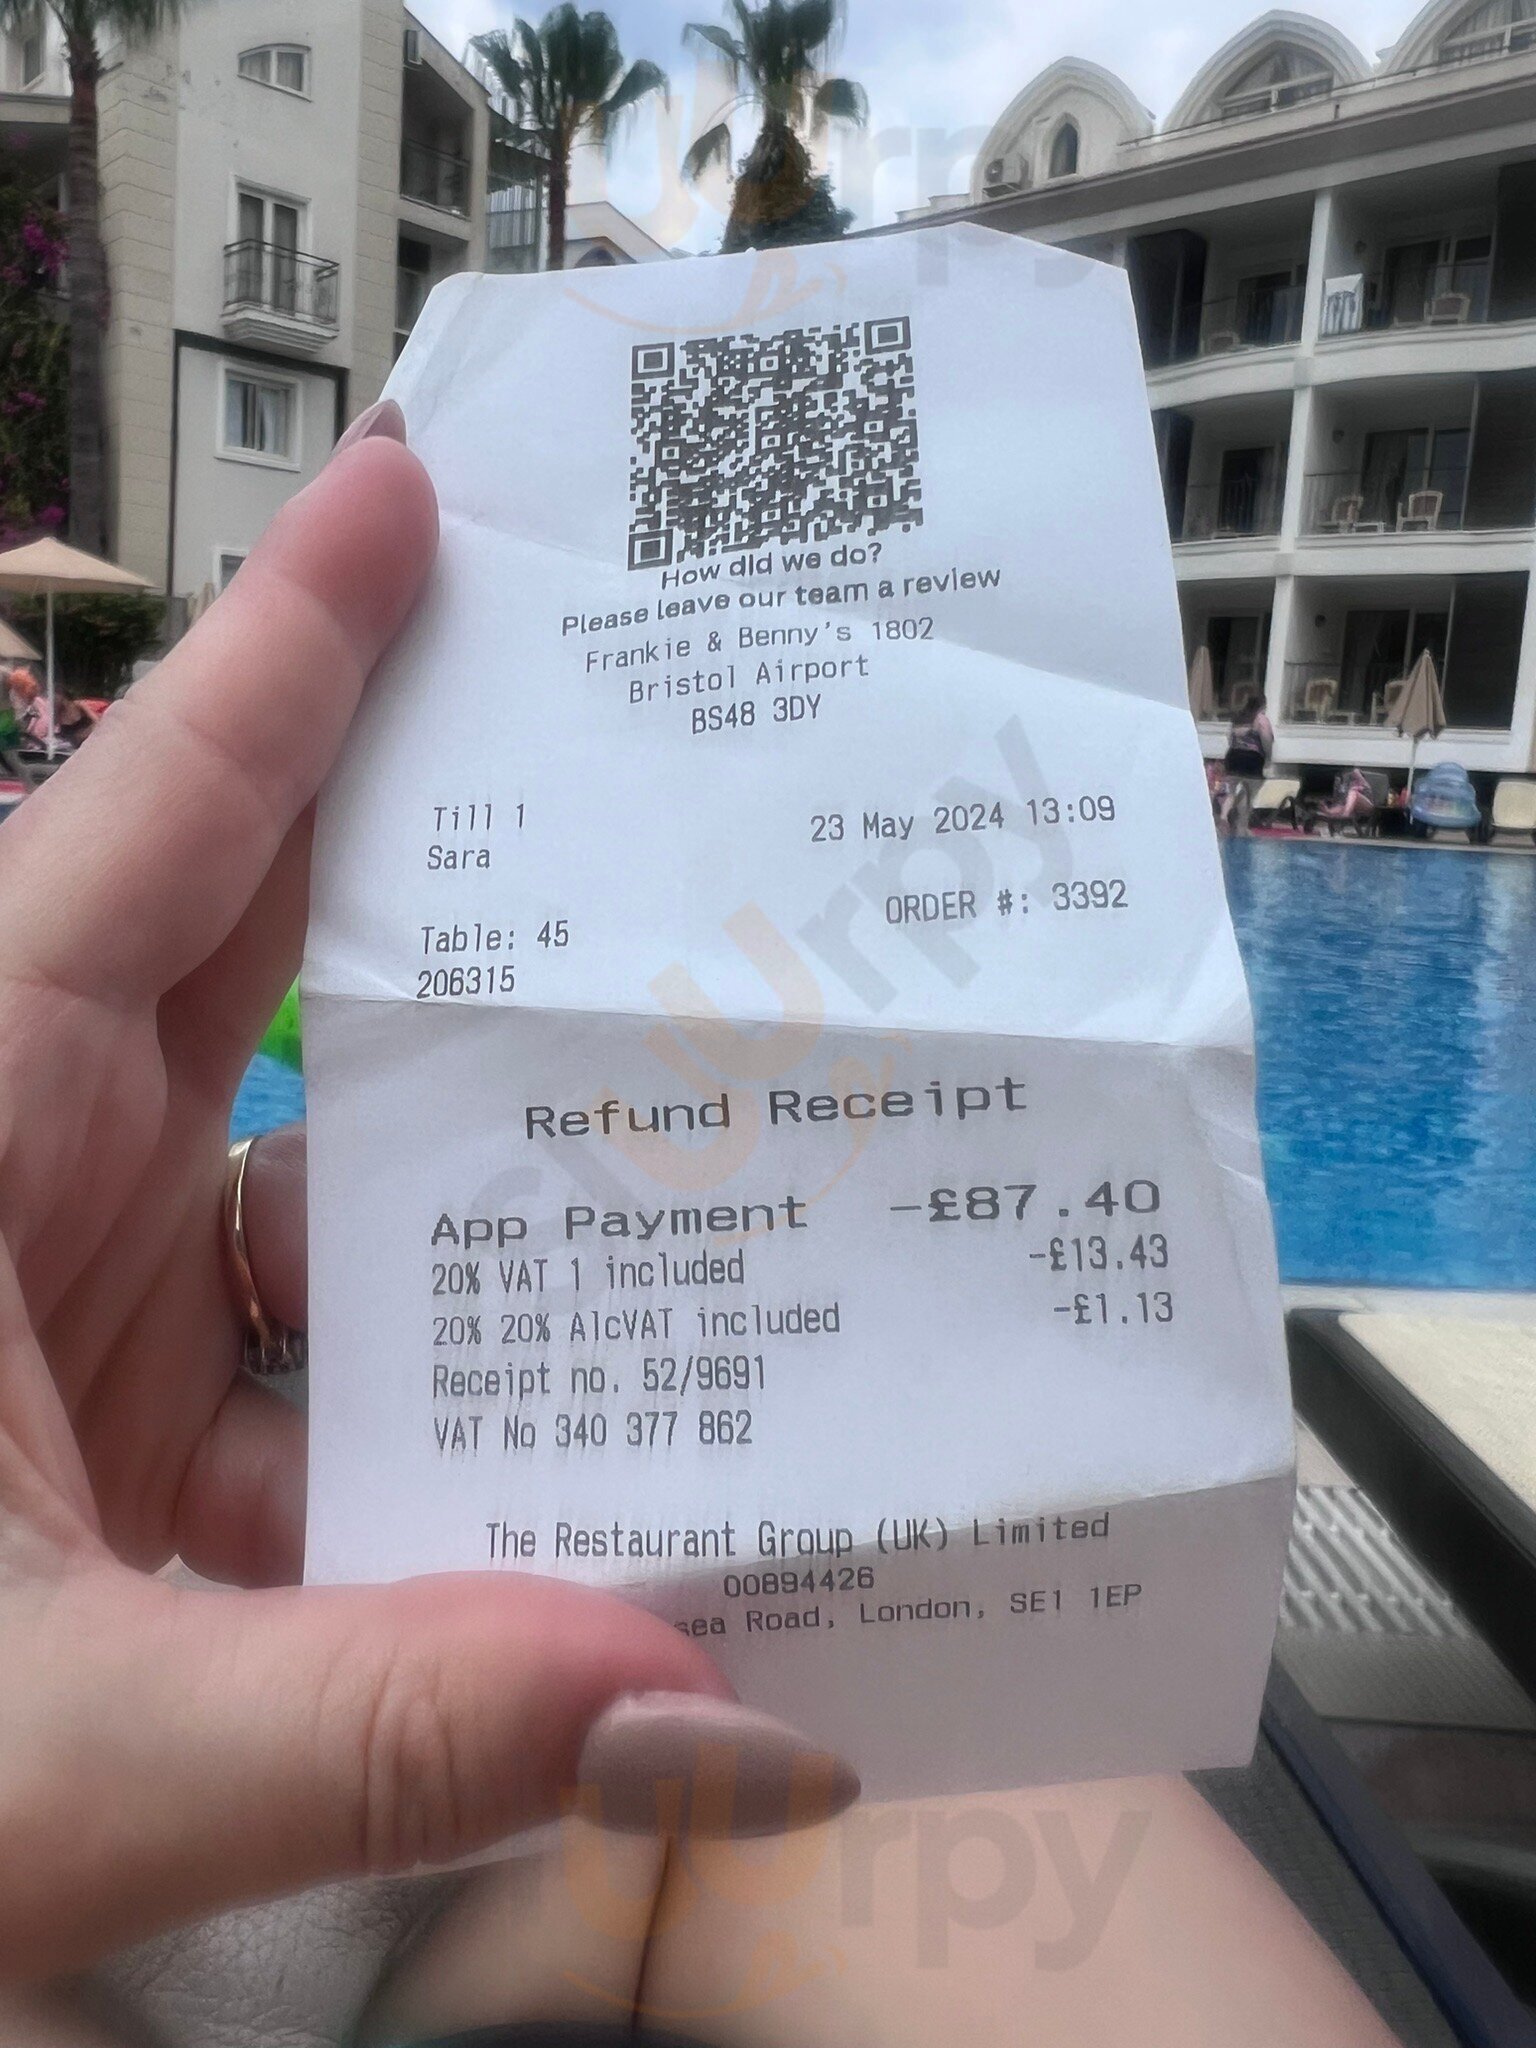 How did we do?
Please leave our team a review
Frankie & Benny's 1802
Bristol Airport
BS48 3DY
Till 1 23 May 2024 13:09
Sara
ORDER #: 3392
Table: 45
206315
Refund Receipt
App Payment -£87.40
20% VAT 1 included -£13.43
20% 20% AlcVAT included -£1.13
Receipt no. 52/9691
VAT No 340 377 862
The Restaurant Group (UK) Limited
00894426
sea Road, London, SE1 1EP